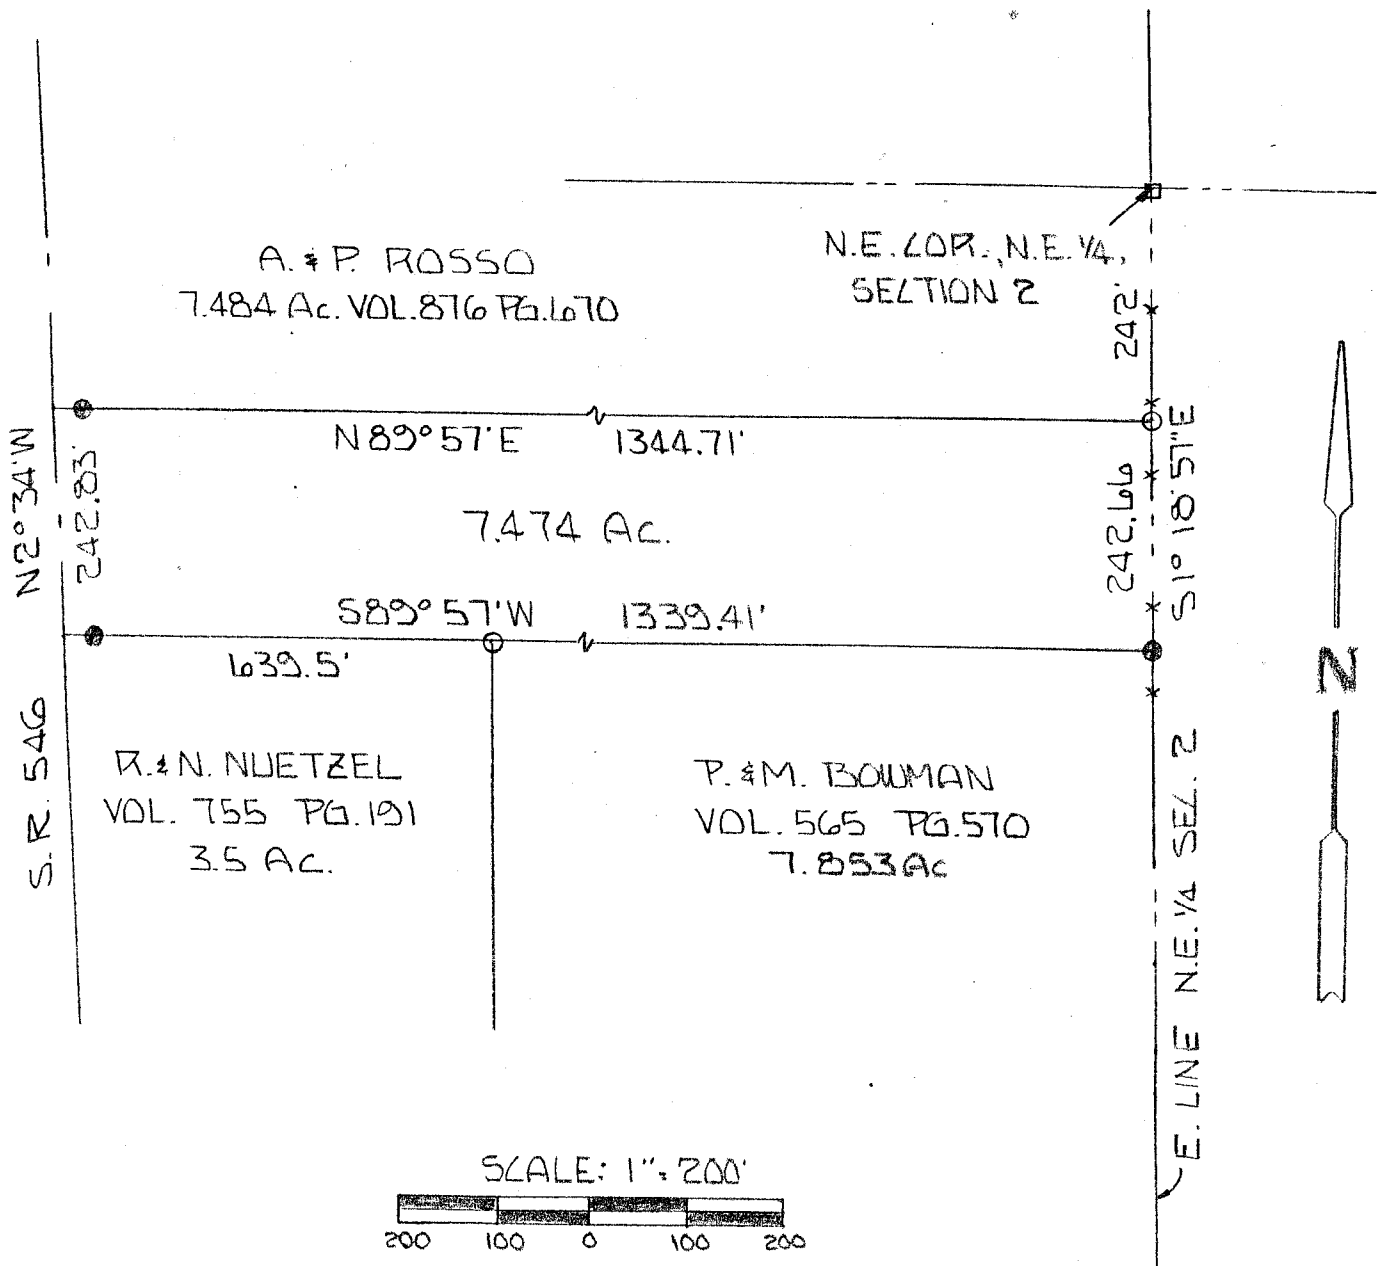 N.E. COR., N.E. 1/4,
SECTION 2
A. & P. ROSSO
7.484 Ac. VOL. 876 PG. 670
242'
N 89° 57' E 1344.71'
N 2° 34' W
242.83'
7.474 Ac.
242.66
S 1° 18' 57" E
S 89° 57' W 1339.41'
639.5'
N
S.R. 546
R. & N. NUETZEL
VOL. 755 PG. 191
3.5 Ac.
P. & M. BOWMAN
VOL. 565 PG. 570
7.853 Ac
E. LINE N.E. 1/4 SEC. 2
SCALE: 1" = 200'
200 100 0 100 200